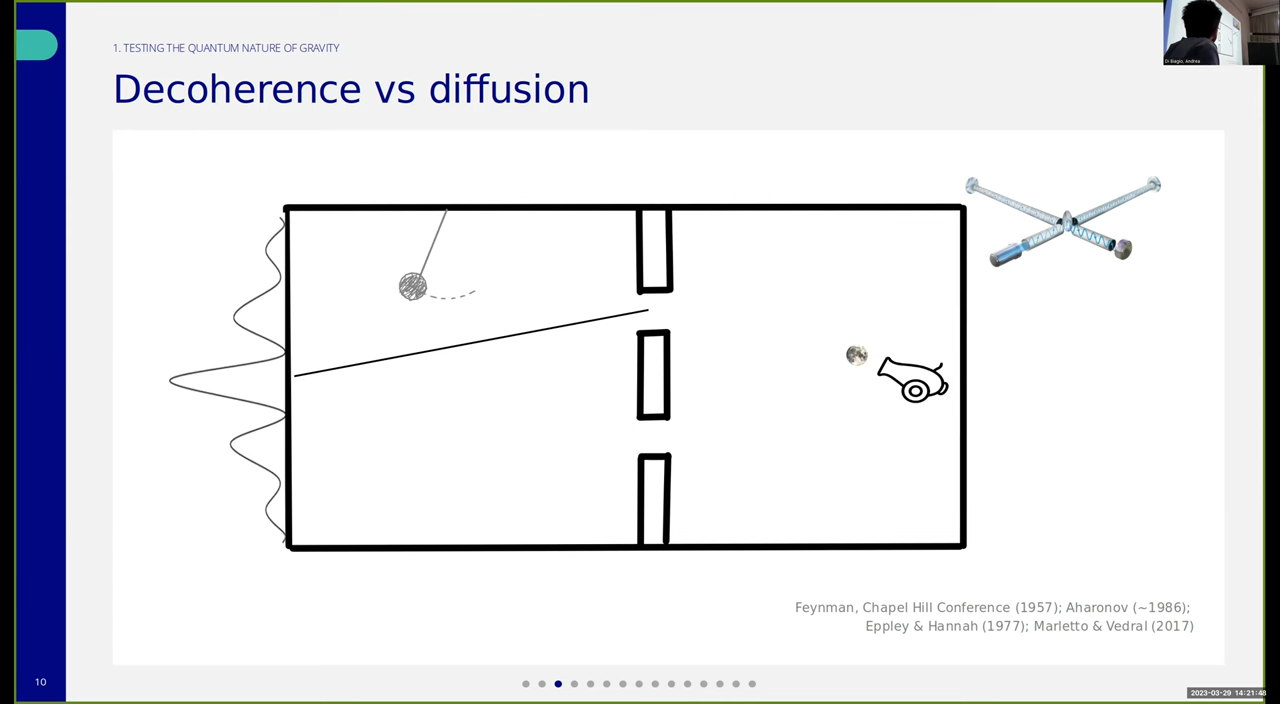 1. TESTING THE QUANTUM NATURE OF GRAVITY
Decoherence vs diffusion
Feynman, Chapel Hill Conference (1957); Aharonov (~1986);
Eppley & Hannah (1977); Marletto & Vedral (2017)
10
Di Biagio, Andrea
2023-03-29 14:21:48